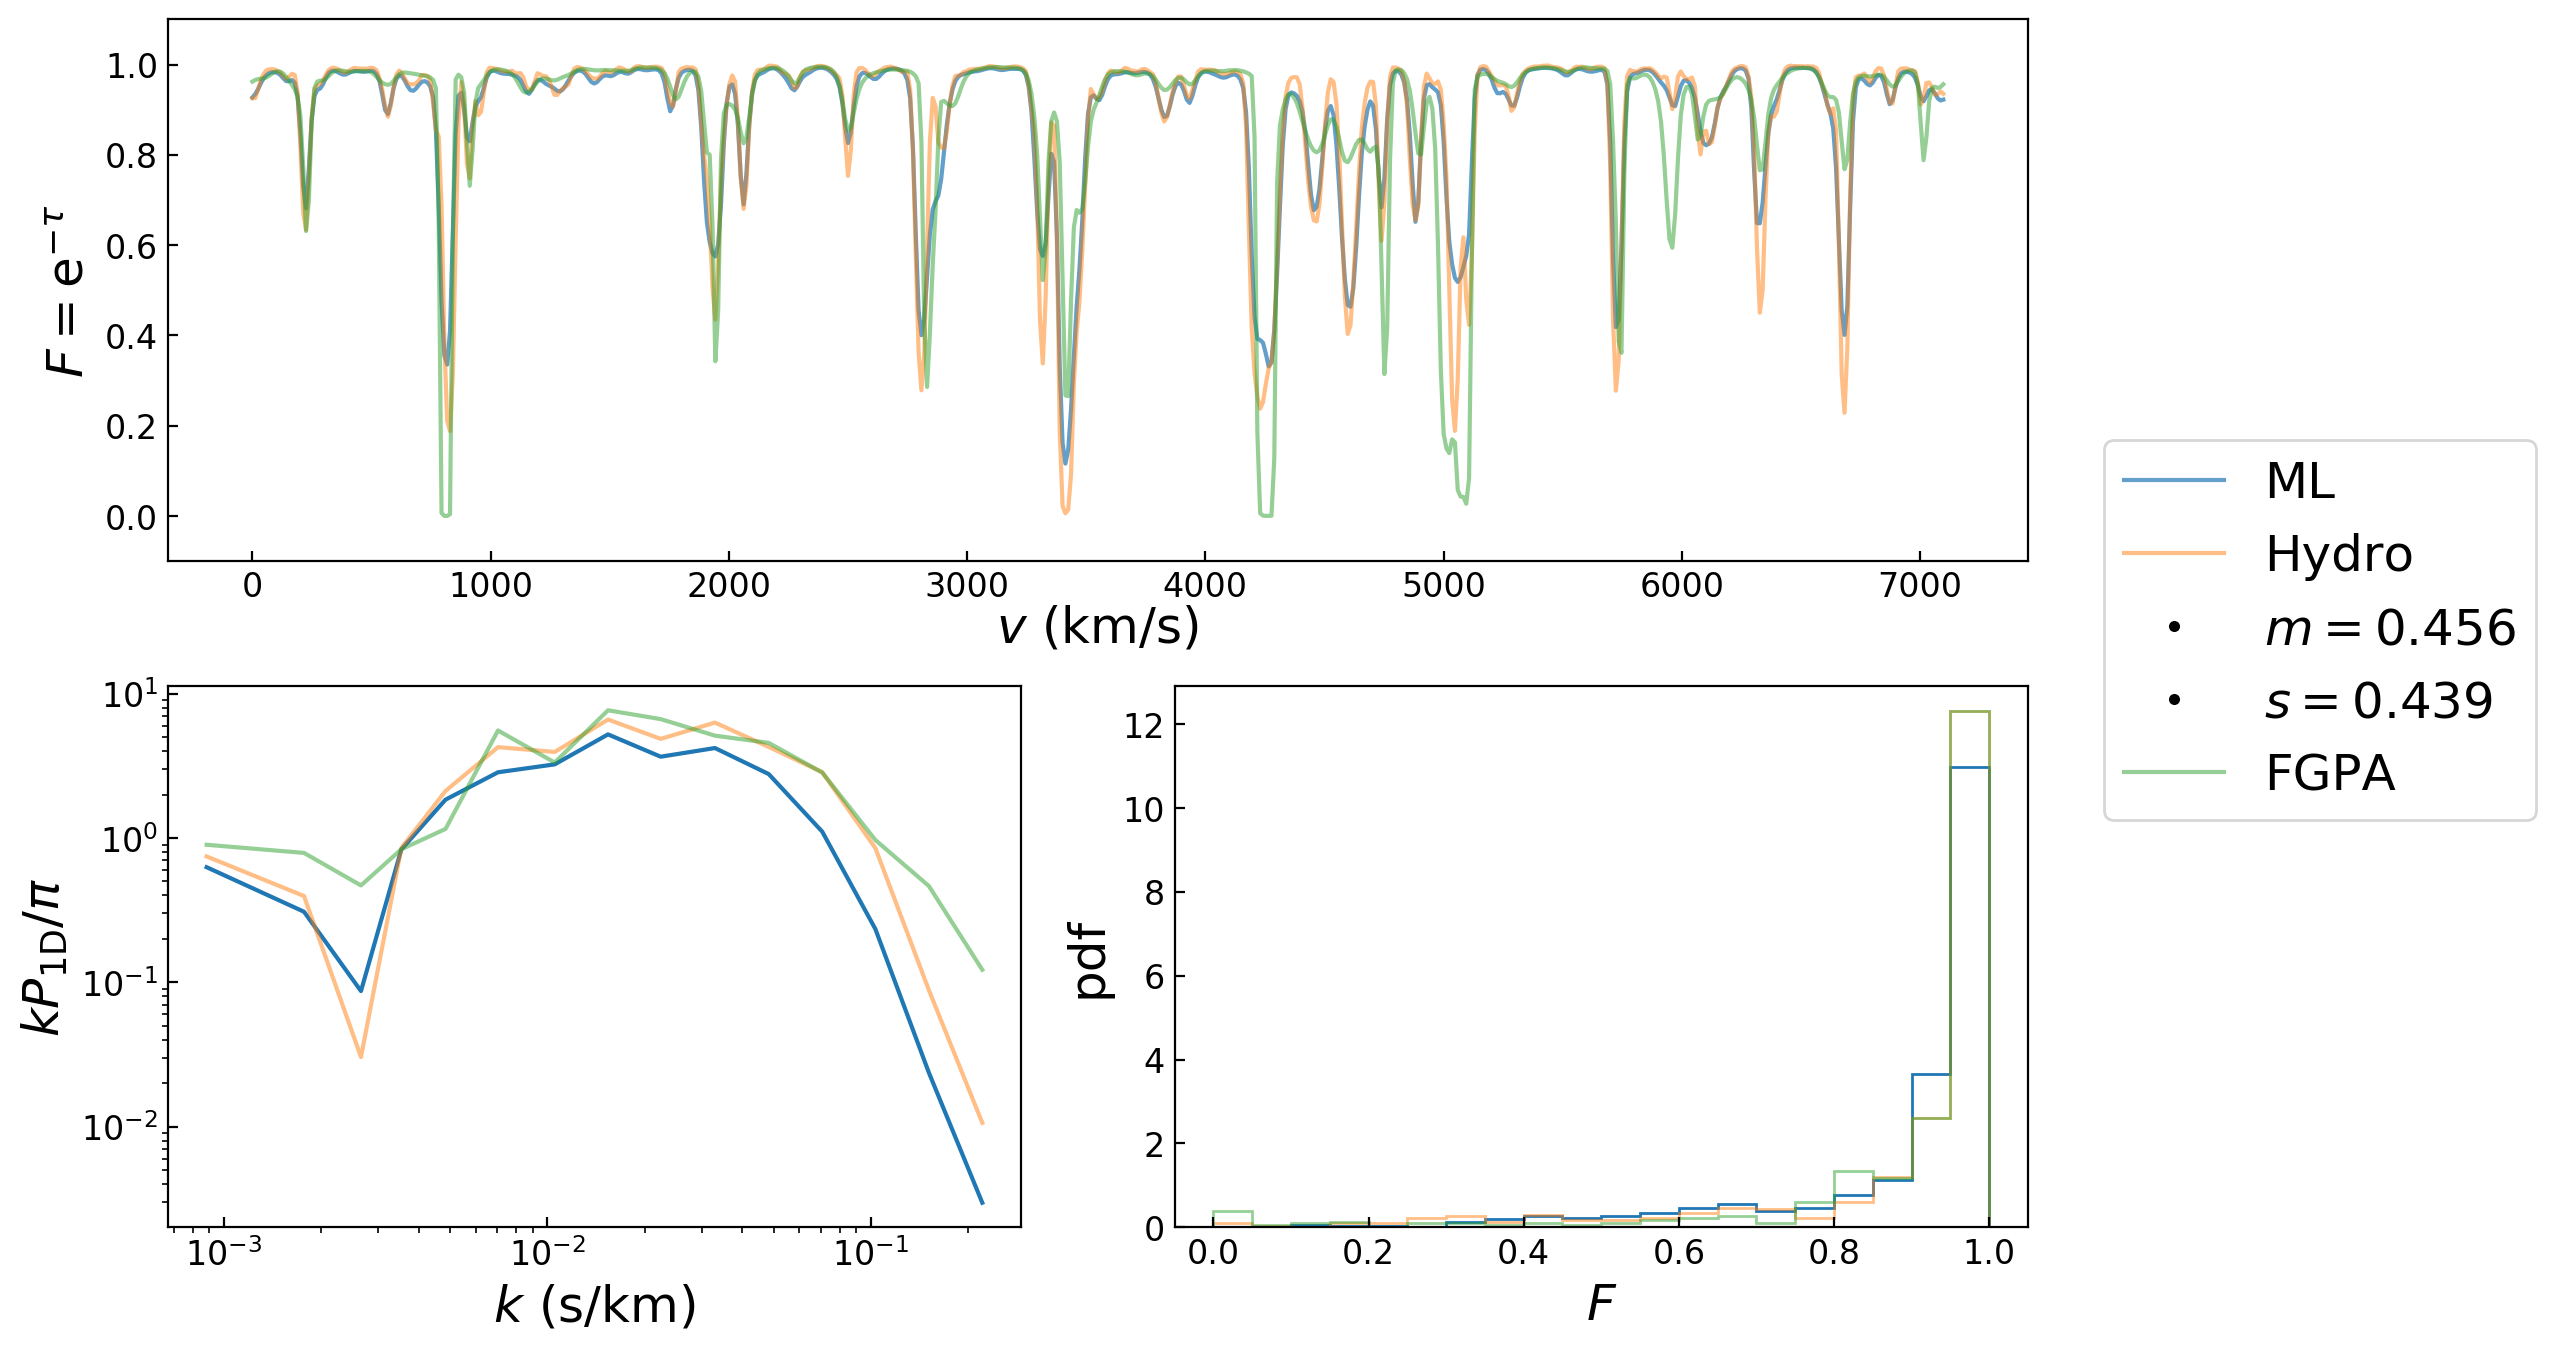 1.0
0.8
0.6
0.4
0.2
0.0
F = e^{−τ}
0 1000 2000 3000 4000 5000 6000 7000
v (km/s)
ML
Hydro
m = 0.456
s = 0.439
FGPA
10^1
10^0
10^{−1}
10^{−2}
kP_{1D}/π
10^{−3} 10^{−2} 10^{−1}
k (s/km)
12
10
8
6
4
2
0
pdf
0.0 0.2 0.4 0.6 0.8 1.0
F